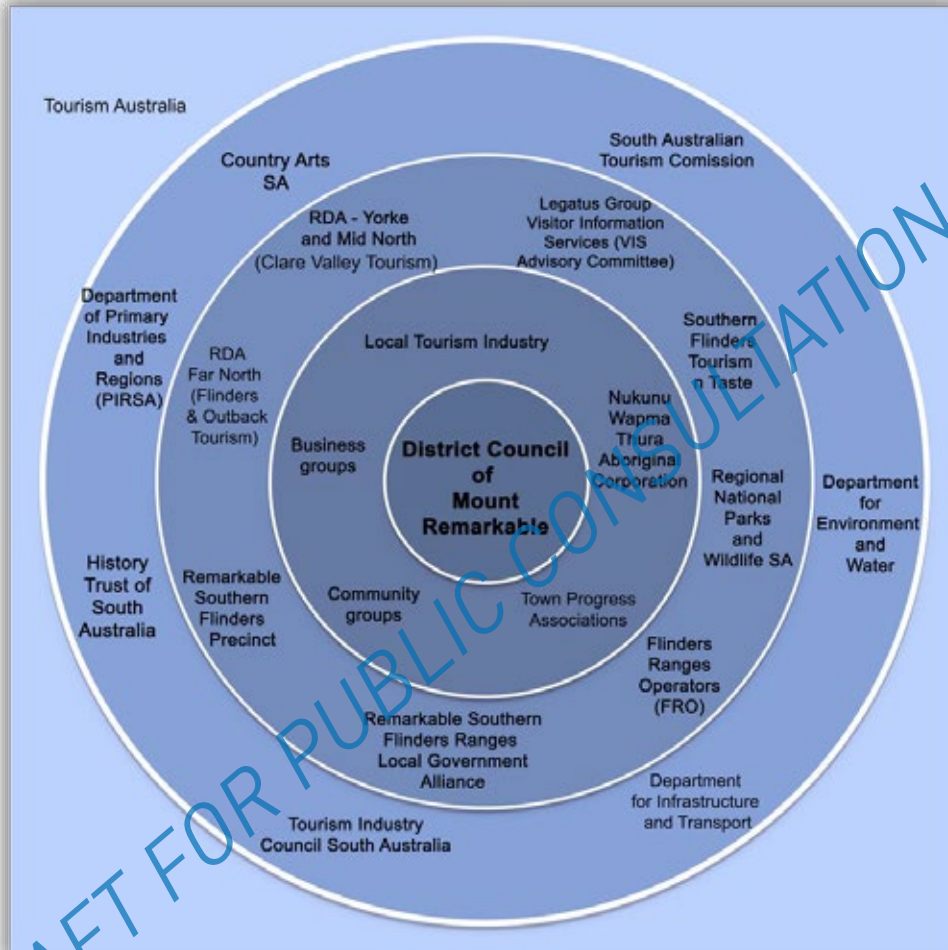 Tourism Australia
South Australian
Tourism Comission
Country Arts
SA
Legatus Group
Visitor Information
Services (VIS
Advisory Committee)
RDA - Yorke
and Mid North
(Clare Valley Tourism)
Department
of Primary
Industries
and
Regions
(PIRSA)
Southern
Flinders
Tourism
n Taste
Local Tourism Industry
RDA
Far North
(Flinders
& Outback
Tourism)
Nukunu
Wapma
Thura
Aboriginal
Corporation
Business
groups
District Council
of
Mount
Remarkable
Regional
National
Parks
and
Wildlife SA
Department
for
Environment
and
Water
History
Trust of
South
Australia
Remarkable
Southern
Flinders
Precinct
Community
groups
Town Progress
Associations
Flinders
Ranges
Operators
(FRO)
Remarkable Southern
Flinders Ranges
Local Government
Alliance
Department
for Infrastructure
and Transport
Tourism Industry
Council South Australia
AFT FOR PUBLIC CONSULTATION